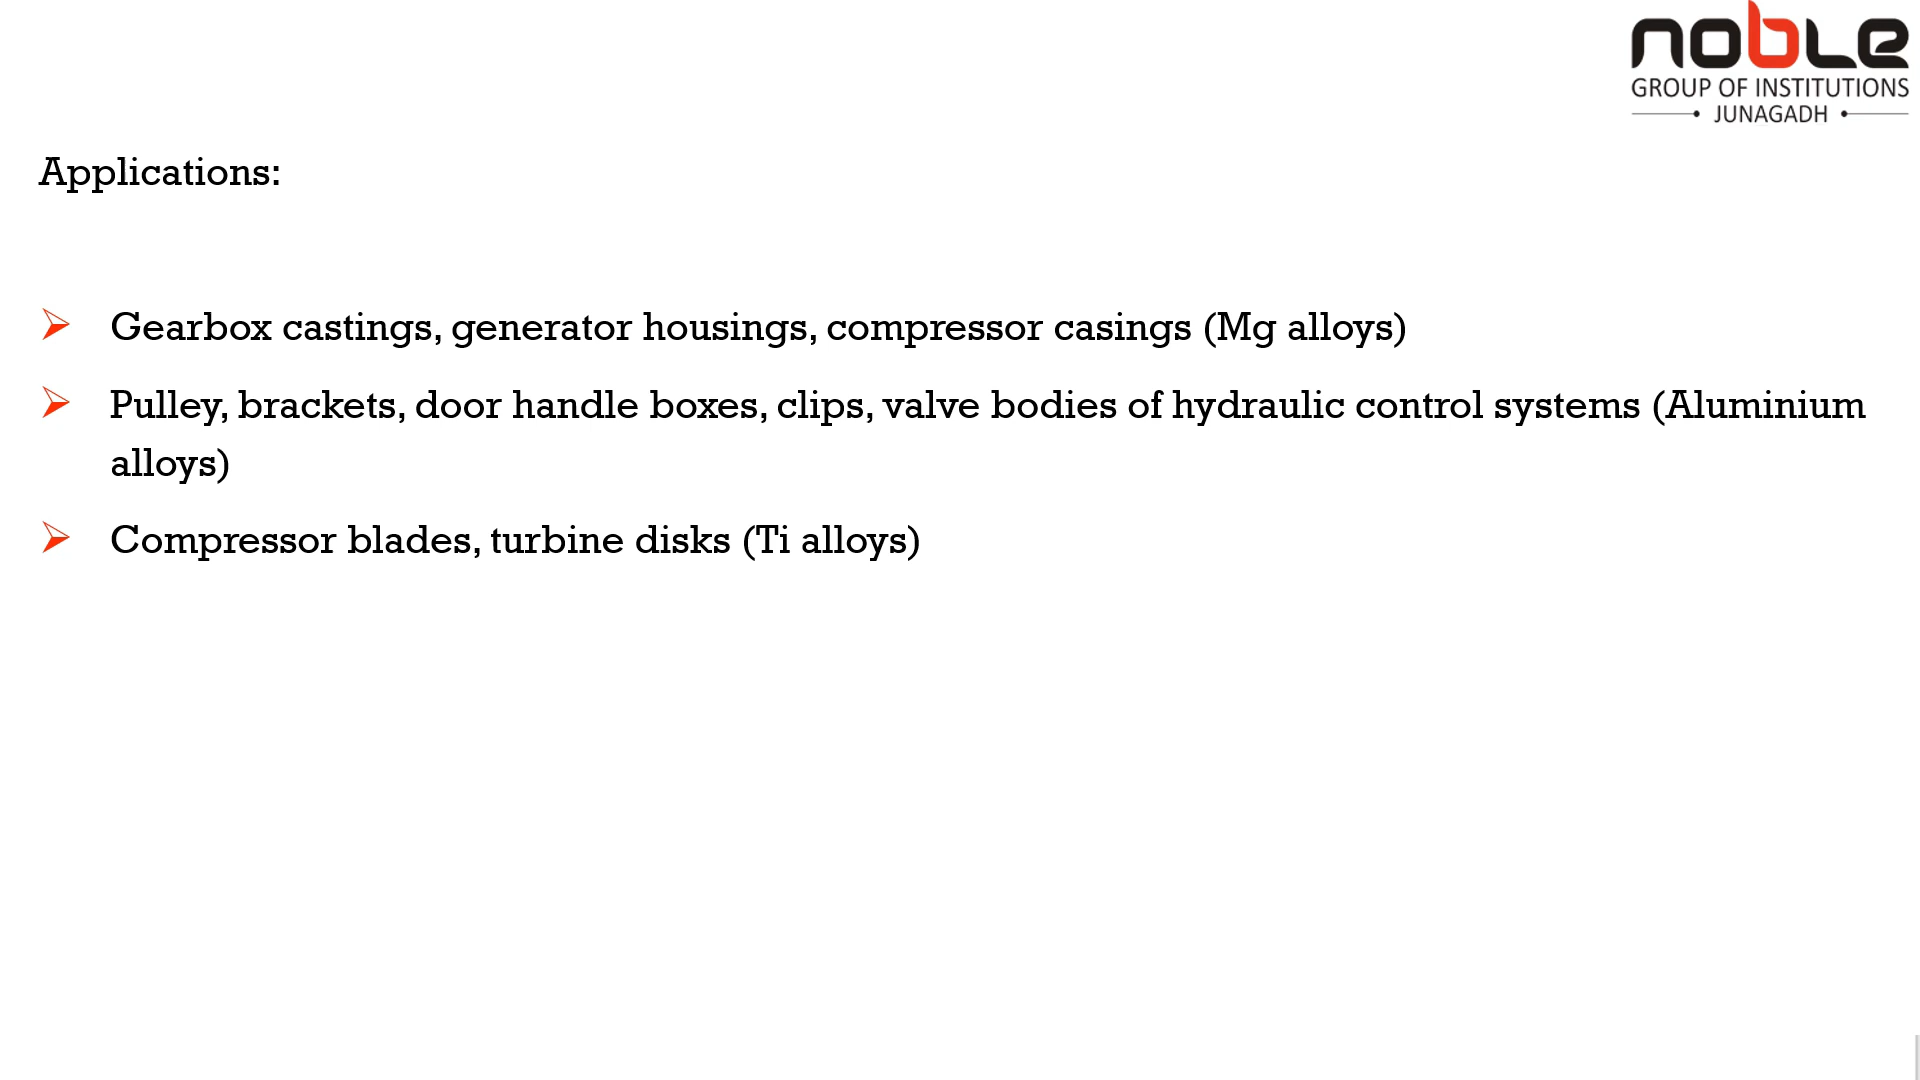 noble
GROUP OF INSTITUTIONS
JUNAGADH
Applications:
Gearbox castings, generator housings, compressor casings (Mg alloys)
Pulley, brackets, door handle boxes, clips, valve bodies of hydraulic control systems (Aluminium
alloys)
Compressor blades, turbine disks (Ti alloys)